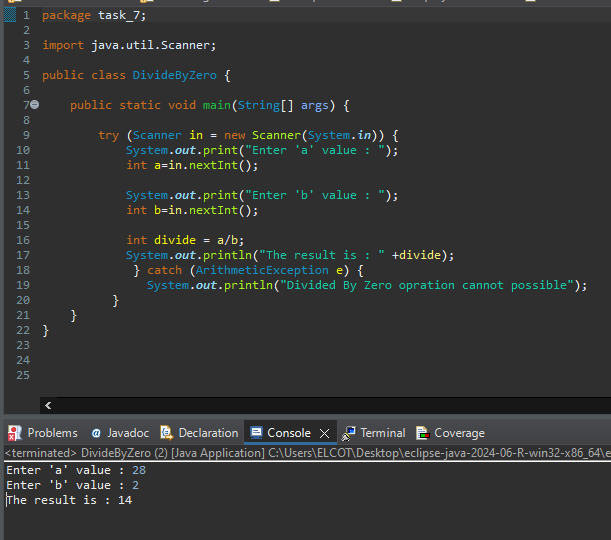 1 package task_7;
2
3 import java.util.Scanner;
4
5 public class DivideByZero {
6
7 public static void main(String[] args) {
8
9 try (Scanner in = new Scanner(System.in)) {
10 System.out.print("Enter 'a' value : ");
11 int a=in.nextInt();
12
13 System.out.print("Enter 'b' value : ");
14 int b=in.nextInt();
15
16 int divide = a/b;
17 System.out.println("The result is : " +divide);
18 } catch (ArithmeticException e) {
19 System.out.println("Divided By Zero opration cannot possible");
20 }
21 }
22 }
23
24
25
Problems @ Javadoc Declaration Console Terminal Coverage
<terminated> DivideByZero (2) [Java Application] C:\Users\ELCOT\Desktop\eclipse-java-2024-06-R-win32-x86_64\e
Enter 'a' value : 28
Enter 'b' value : 2
The result is : 14